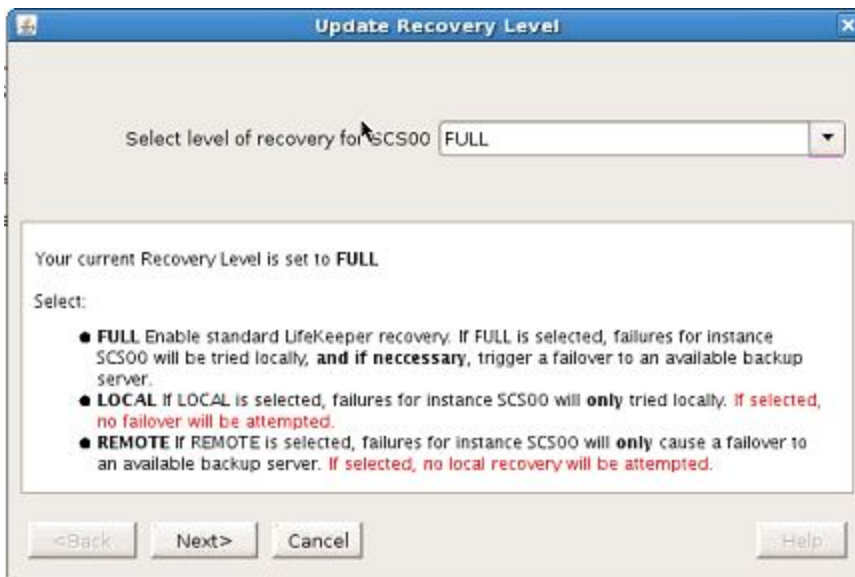 Update Recovery Level
Select level of recovery for SCS00 FULL
Your current Recovery Level is set to FULL
Select:
FULL Enable standard LifeKeeper recovery. If FULL is selected, failures for instance
SCS00 will be tried locally, and if neccessary, trigger a failover to an available backup
server.
LOCAL If LOCAL is selected, failures for instance SCS00 will only tried locally. If selected,
no failover will be attempted.
REMOTE If REMOTE is selected, failures for instance SCS00 will only cause a failover to
an available backup server. If selected, no local recovery will be attempted.
<Back Next> Cancel Help